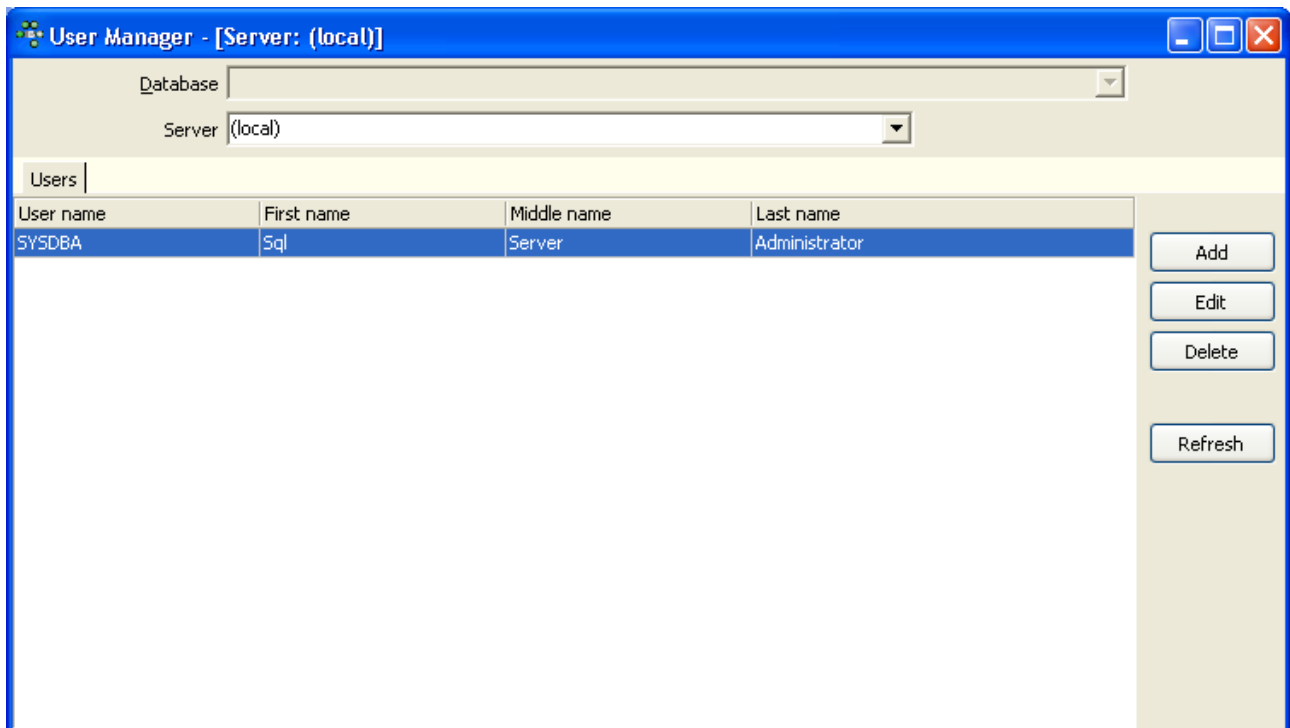 User Manager - [Server: (local)]
Database
Server (local)
Users
User name First name Middle name Last name
SYSDBA Sql Server Administrator
Add
Edit
Delete
Refresh